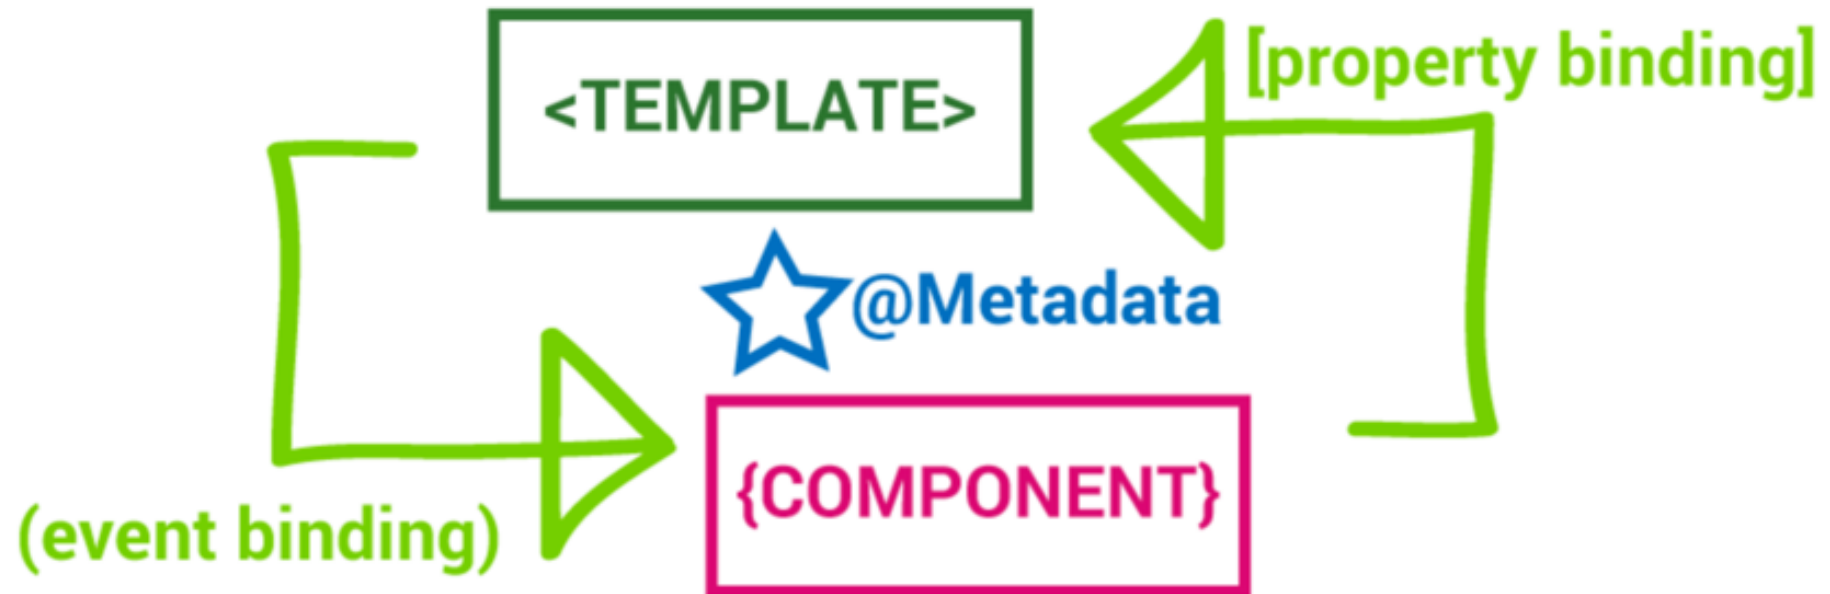 [property binding]
<TEMPLATE>
@Metadata
{COMPONENT}
(event binding)